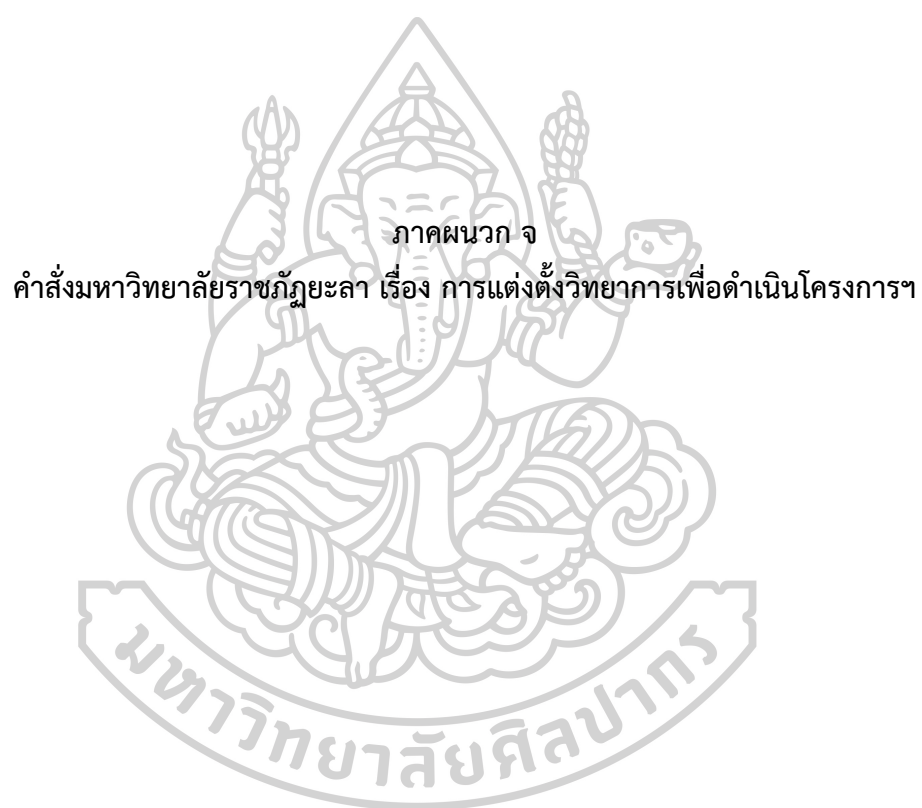 ภาคผนวก จ
คำสั่งมหาวิทยาลัยราชภัฏยะลา เรื่อง การแต่งตั้งวิทยาการเพื่อดำเนินโครงการฯ
มหาวิทยาลัยศิลปากร